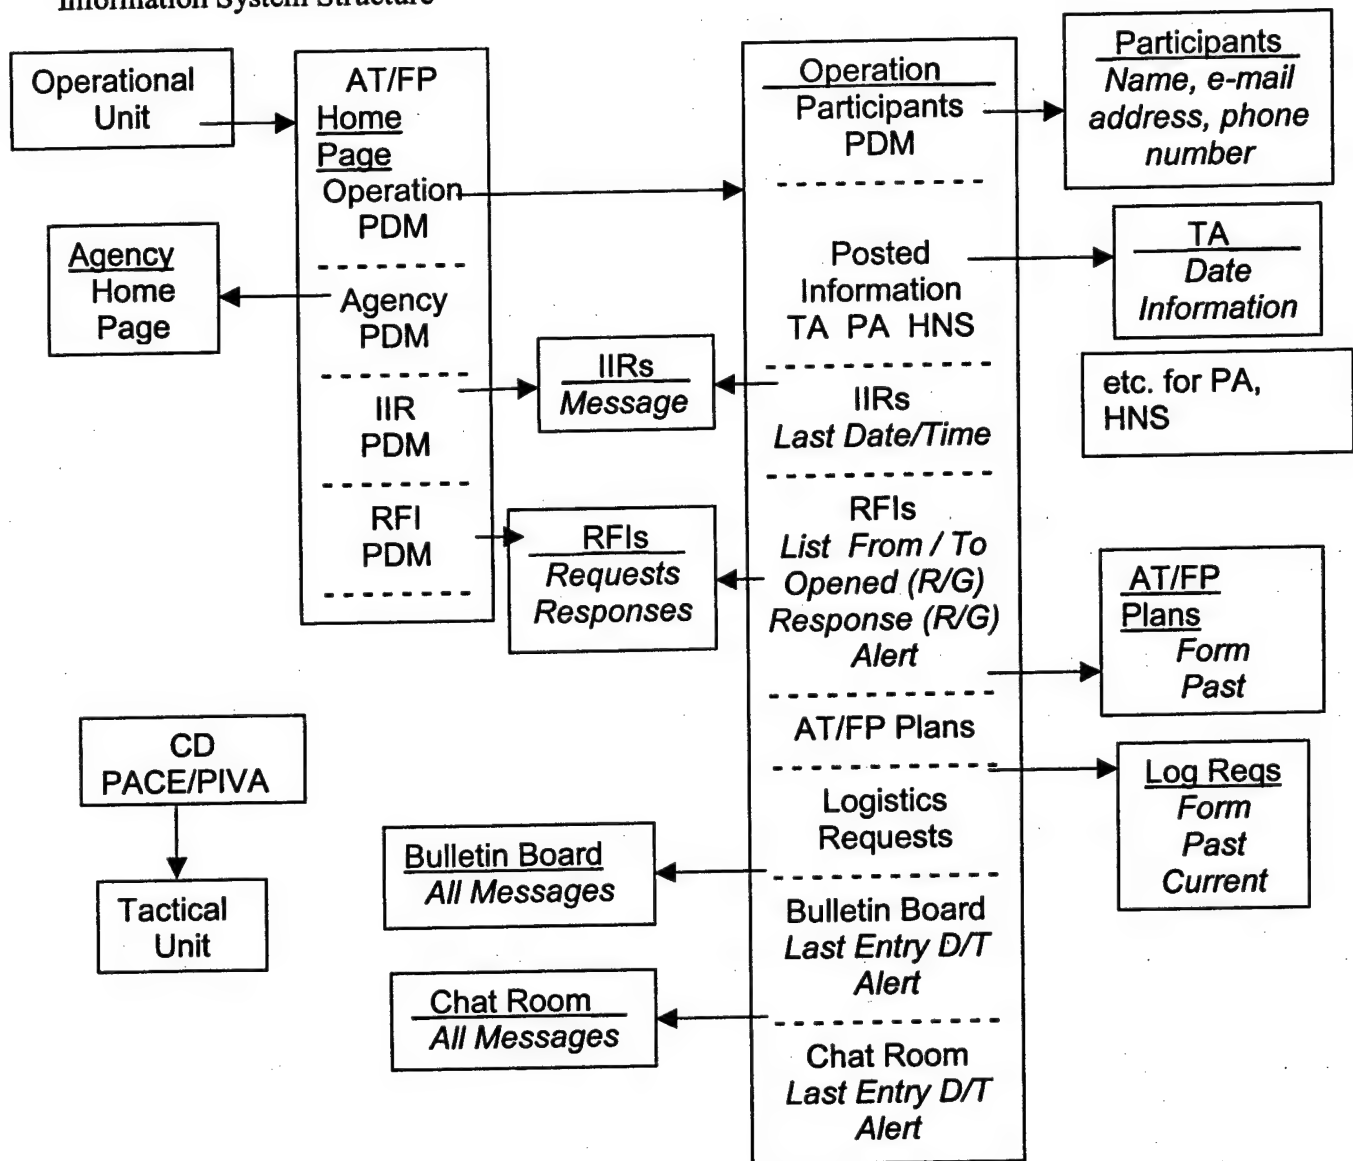 Information System Structure
Operational
Unit
AT/FP
Home
Page
Operation
PDM
Agency
PDM
IIR
PDM
RFI
PDM
Agency
Home
Page
IIRs
Message
RFIs
Requests
Responses
Operation
Participants
PDM
Posted
Information
TA PA HNS
IIRs
Last Date/Time
RFIs
List From / To
Opened (R/G)
Response (R/G)
Alert
AT/FP Plans
Logistics
Requests
Bulletin Board
Last Entry D/T
Alert
Chat Room
Last Entry D/T
Alert
Participants
Name, e-mail
address, phone
number
TA
Date
Information
etc. for PA,
HNS
AT/FP
Plans
Form
Past
Log Reqs
Form
Past
Current
CD
PACE/PIVA
Tactical
Unit
Bulletin Board
All Messages
Chat Room
All Messages